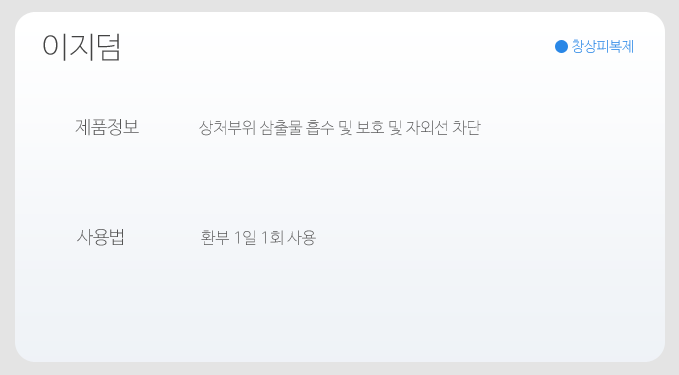 이지덤
창상피복제
제품정보
상처부위 삼출물 흡수 및 보호 및 자외선 차단
사용법
환부 1일 1회 사용